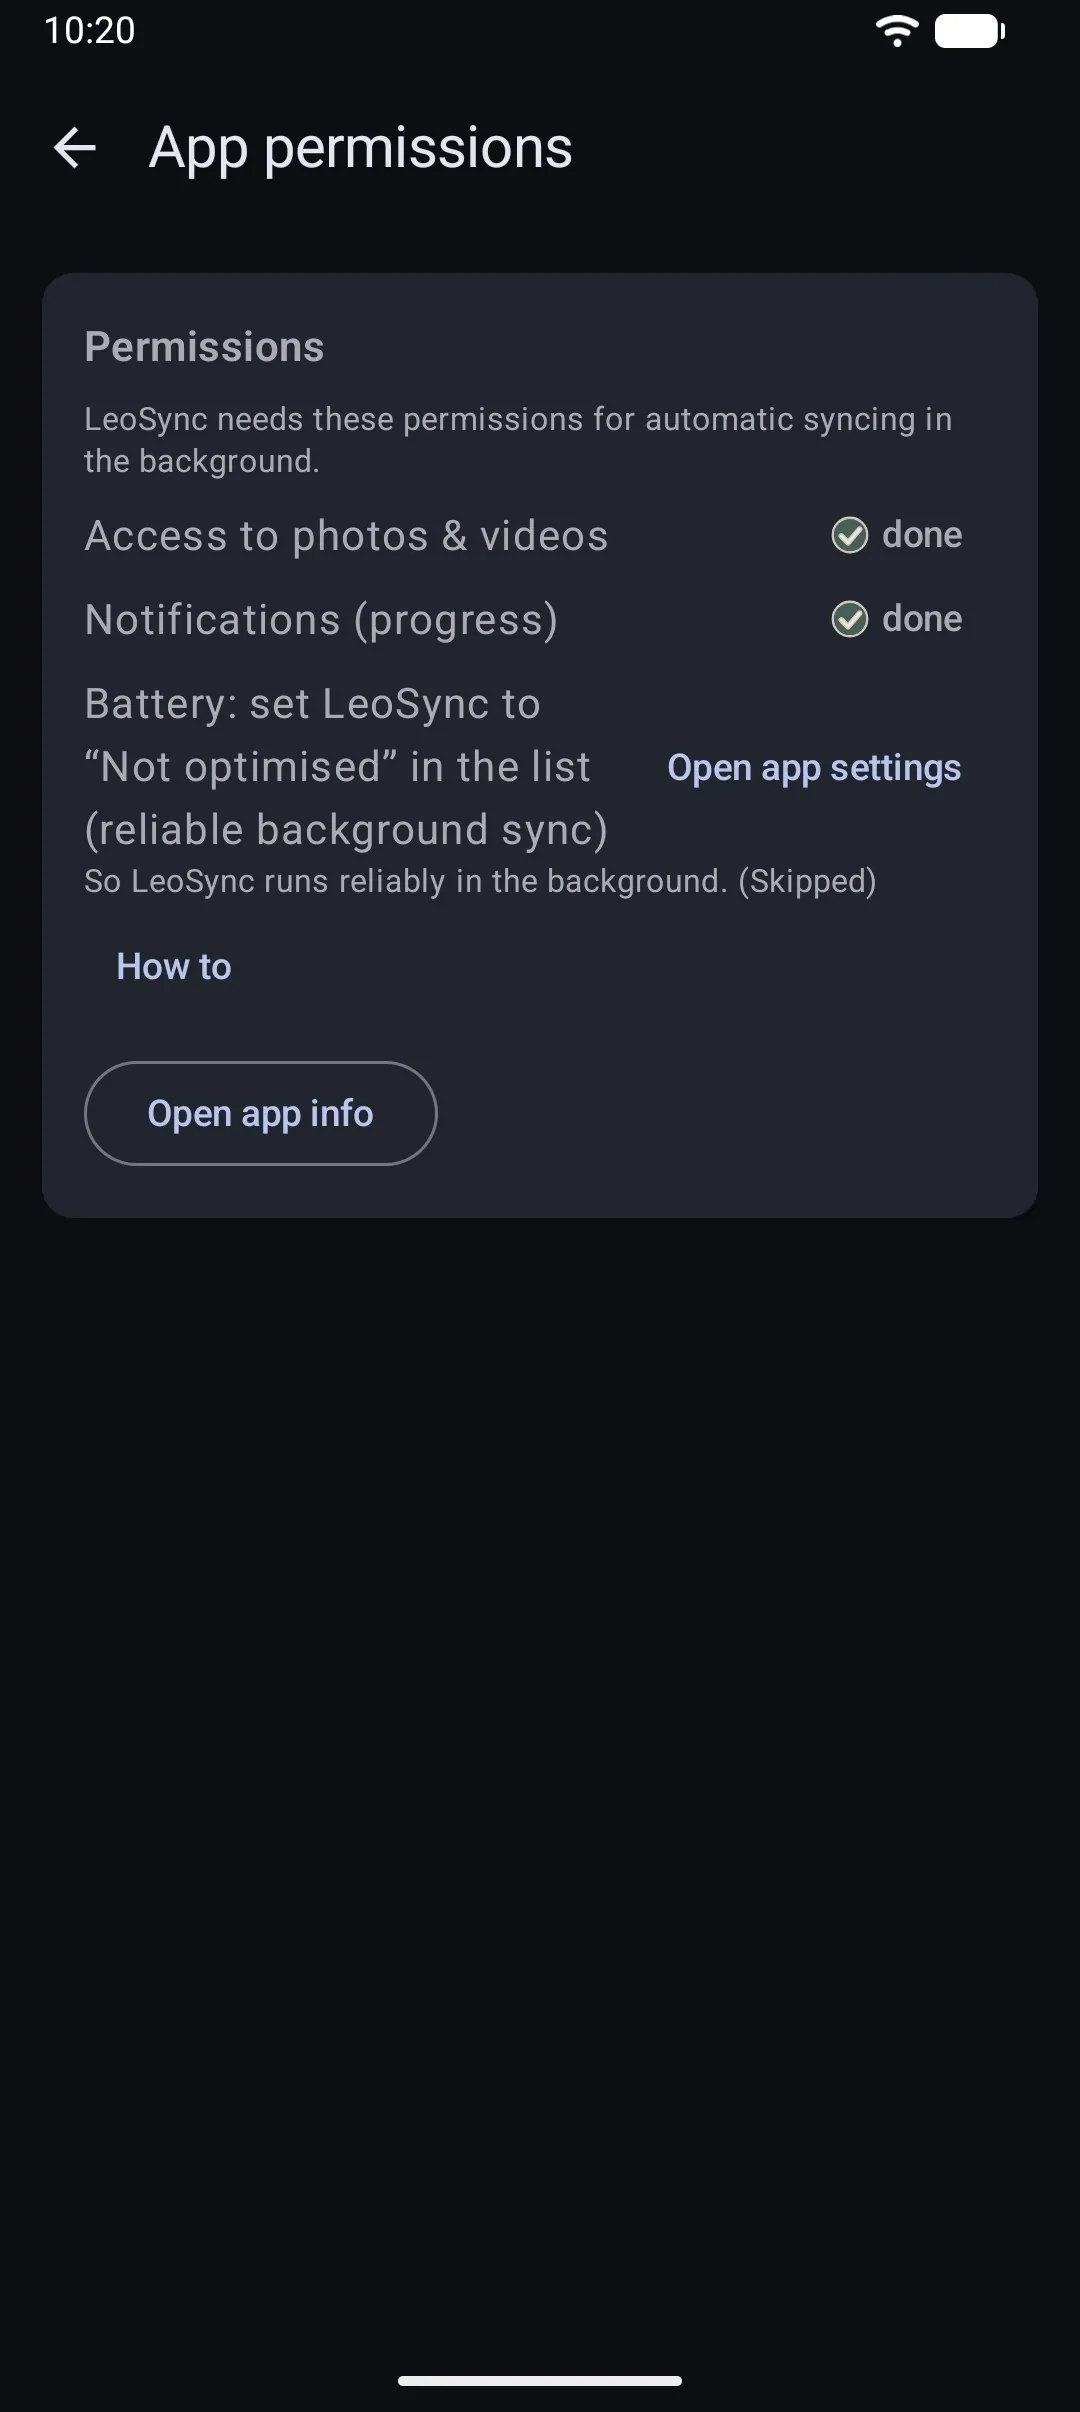 10:20
App permissions
Permissions
LeoSync needs these permissions for automatic syncing in
the background.
Access to photos & videos
done
Notifications (progress)
done
Battery: set LeoSync to
“Not optimised” in the list
(reliable background sync)
Open app settings
So LeoSync runs reliably in the background. (Skipped)
How to
Open app info